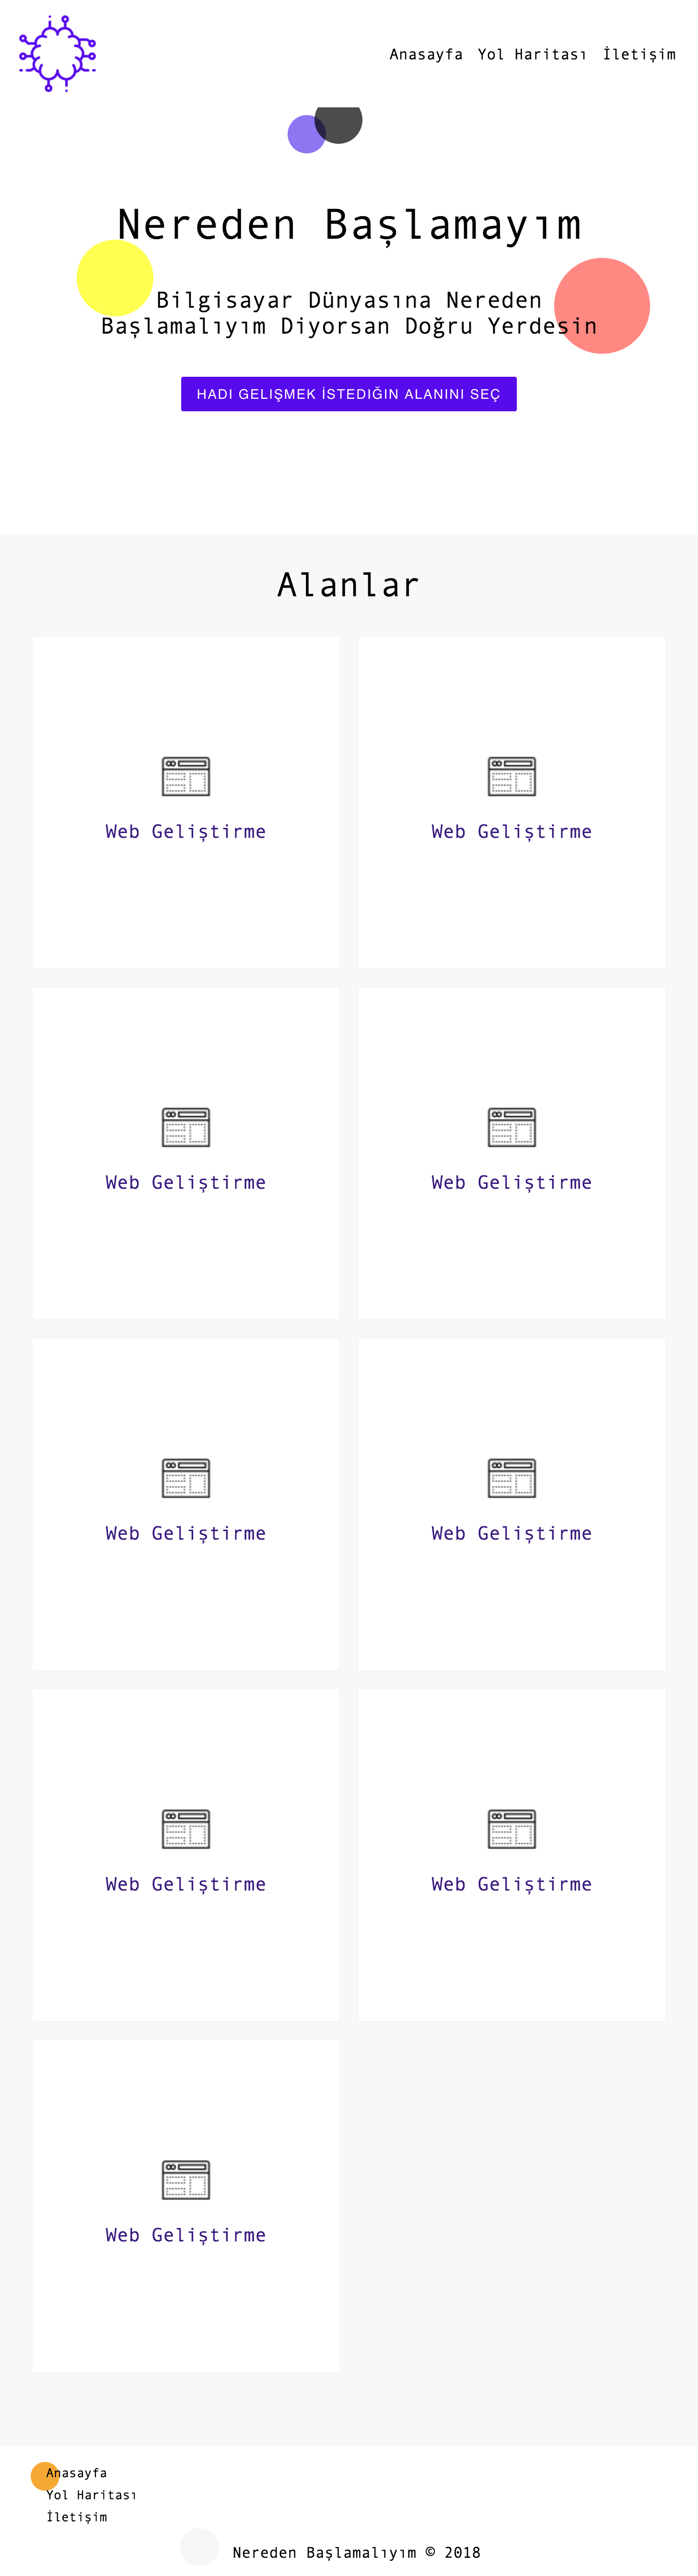 Anasayfa Yol Haritası İletişim
Nereden Başlamayım
Bilgisayar Dünyasına Nereden
Başlamalıyım Diyorsan Doğru Yerdesin
HADI GELIŞMEK İSTEDIĞIN ALANINI SEÇ
Alanlar
Web Geliştirme Web Geliştirme
Web Geliştirme Web Geliştirme
Web Geliştirme Web Geliştirme
Web Geliştirme Web Geliştirme
Web Geliştirme
Anasayfa
Yol Haritası
İletişim
Nereden Başlamalıyım © 2018